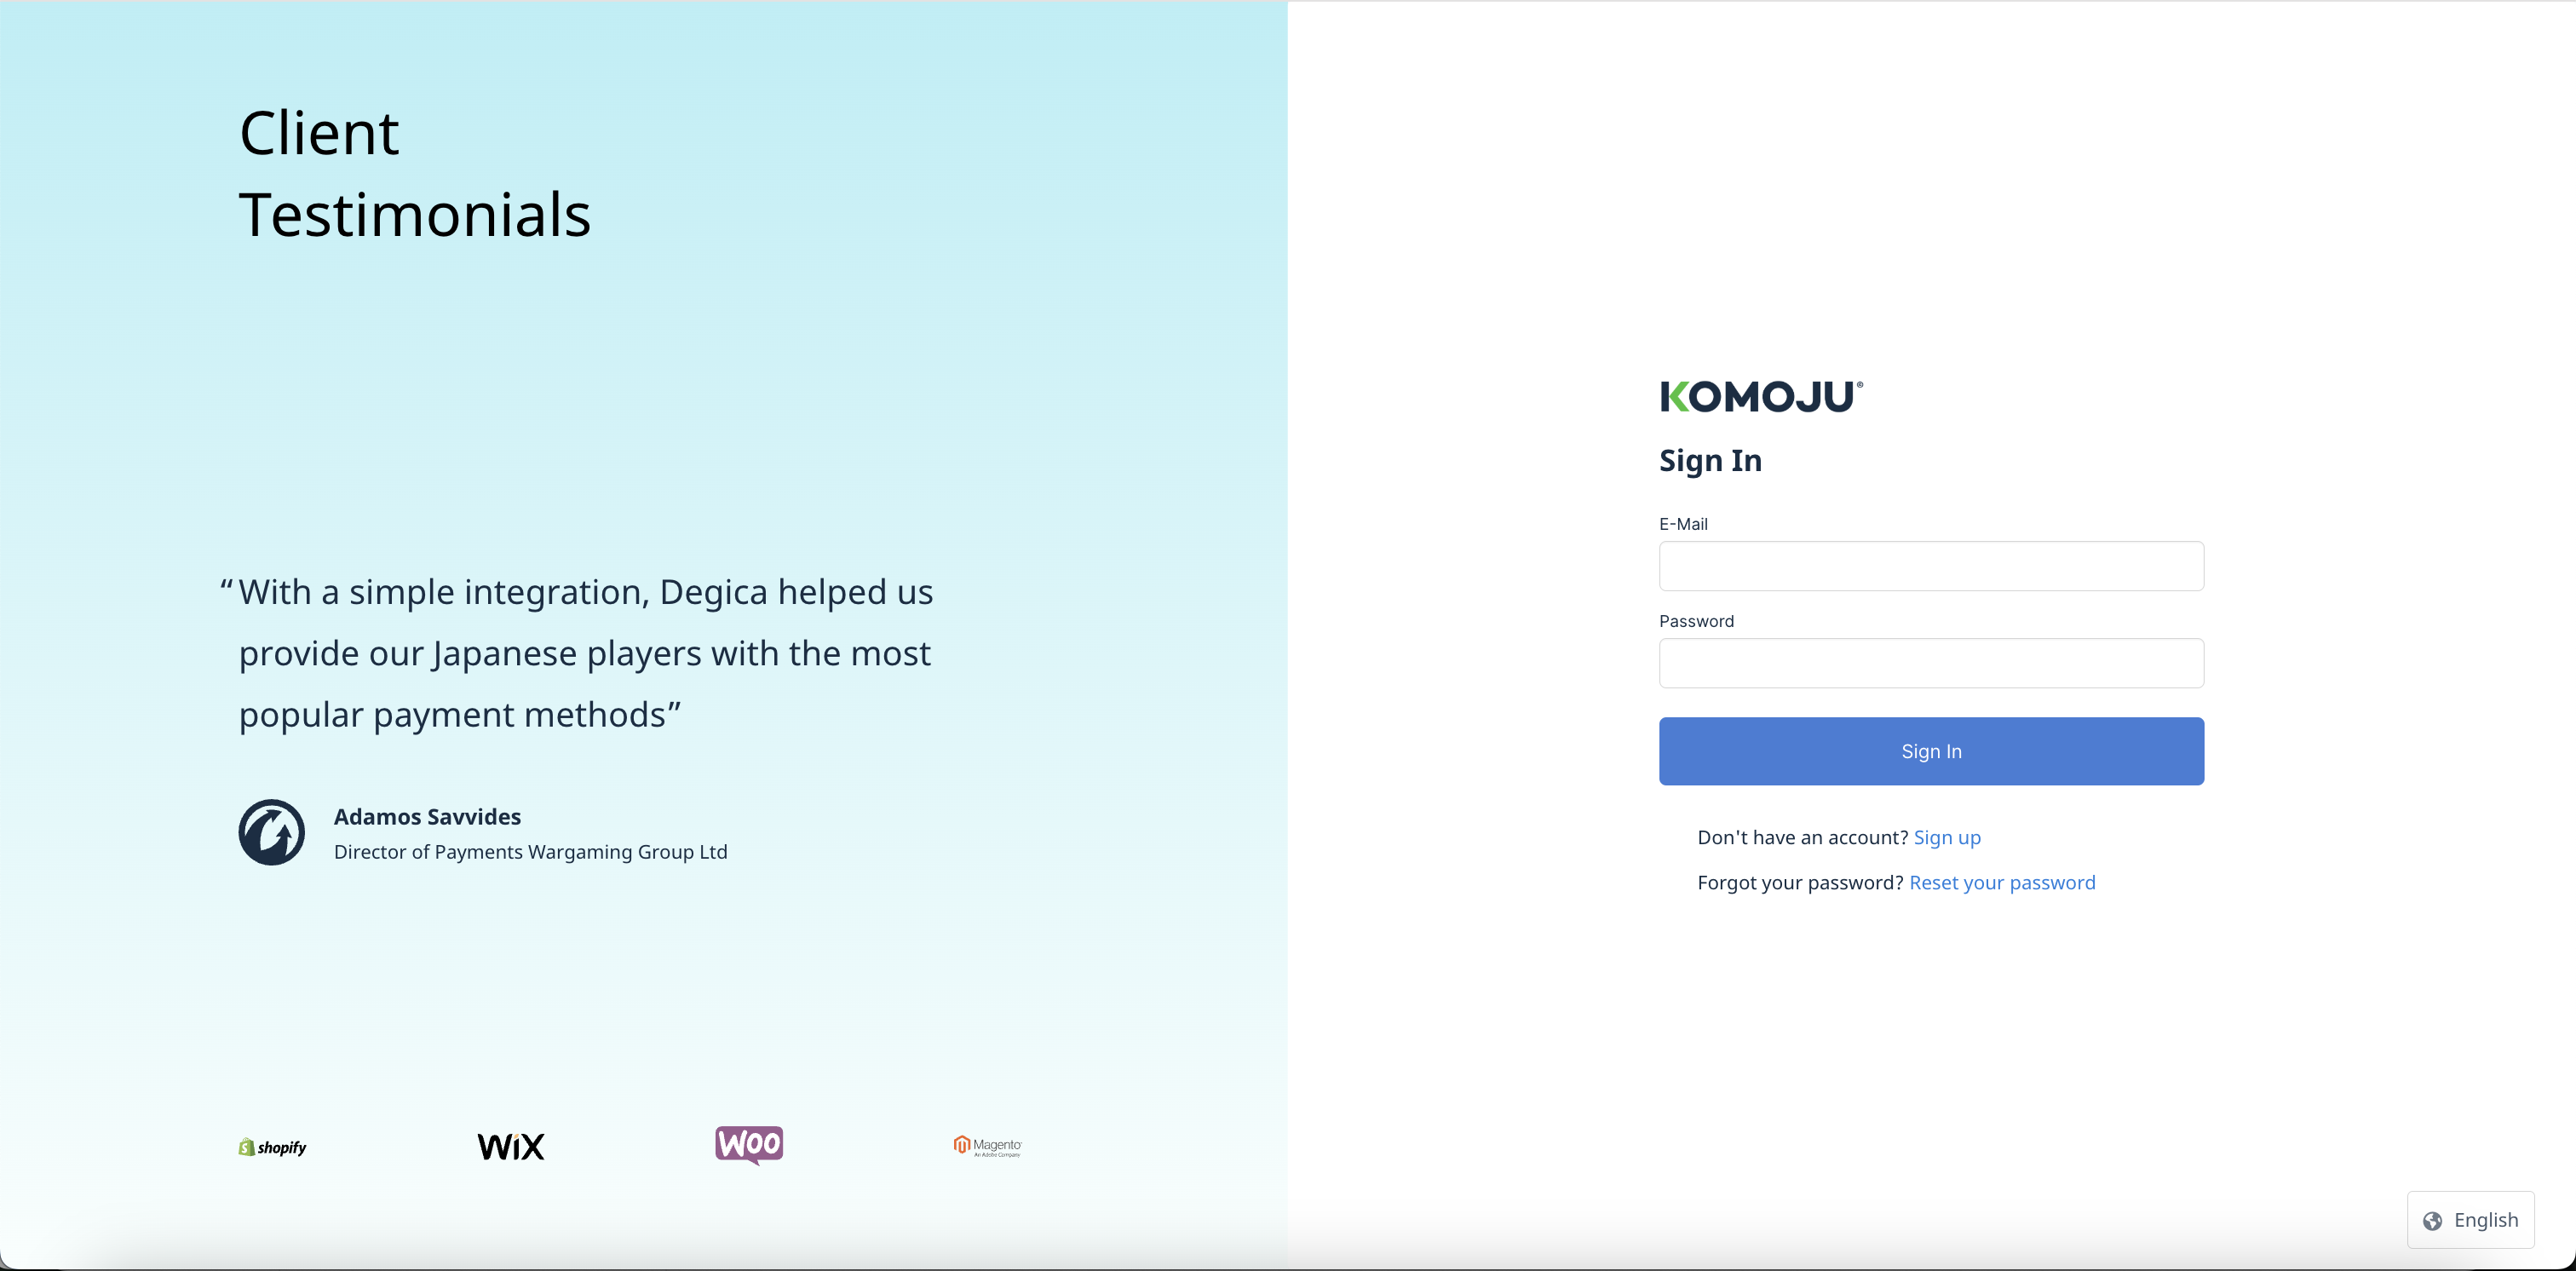 Client
Testimonials
“With a simple integration, Degica helped us
provide our Japanese players with the most
popular payment methods”
Adamos Savvides
Director of Payments Wargaming Group Ltd
shopify
WiX
WOO
Magento
An Adobe Company
KOMOJU®
Sign In
E-Mail
Password
Sign In
Don't have an account? Sign up
Forgot your password? Reset your password
English